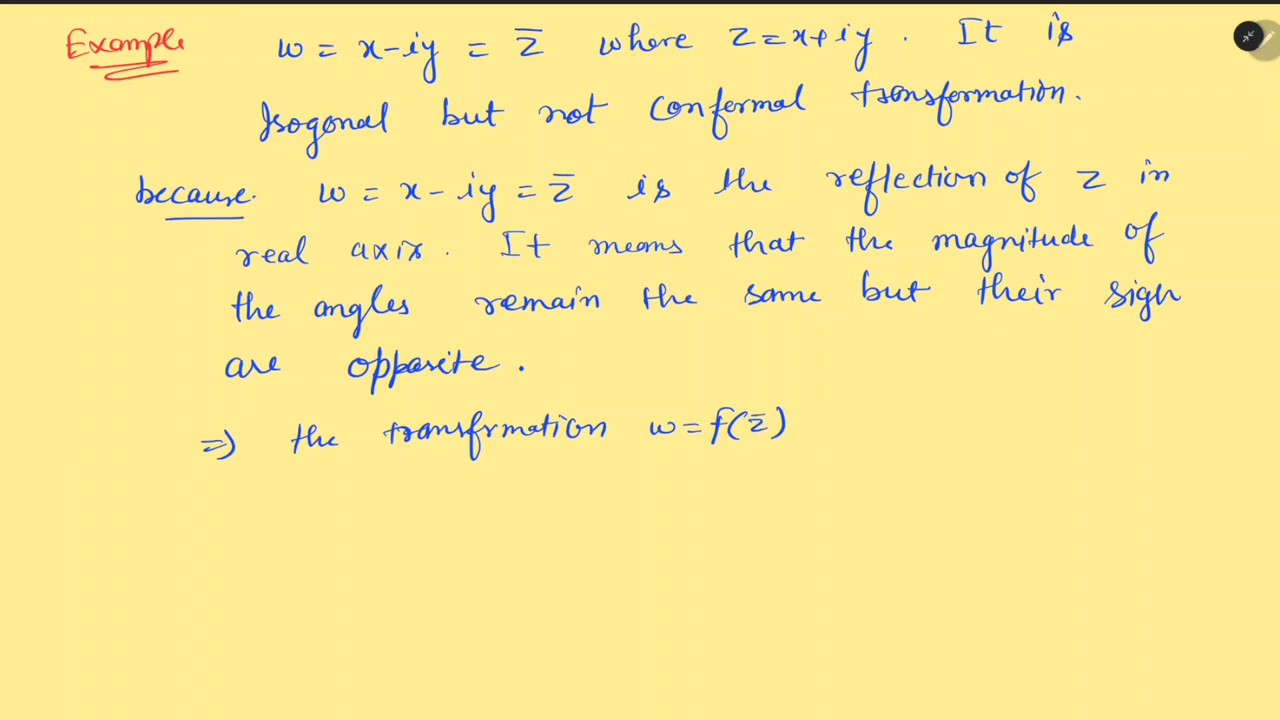 Example w = x-iy = z̄ where z=x+iy. It is
Isogonal but not conformal transformation.
because. w = x-iy = z̄ is the reflection of z in
real axis. It means that the magnitude of
the angles remain the same but their sign
are opposite.
⇒ the transfrmation w=f(z̄)